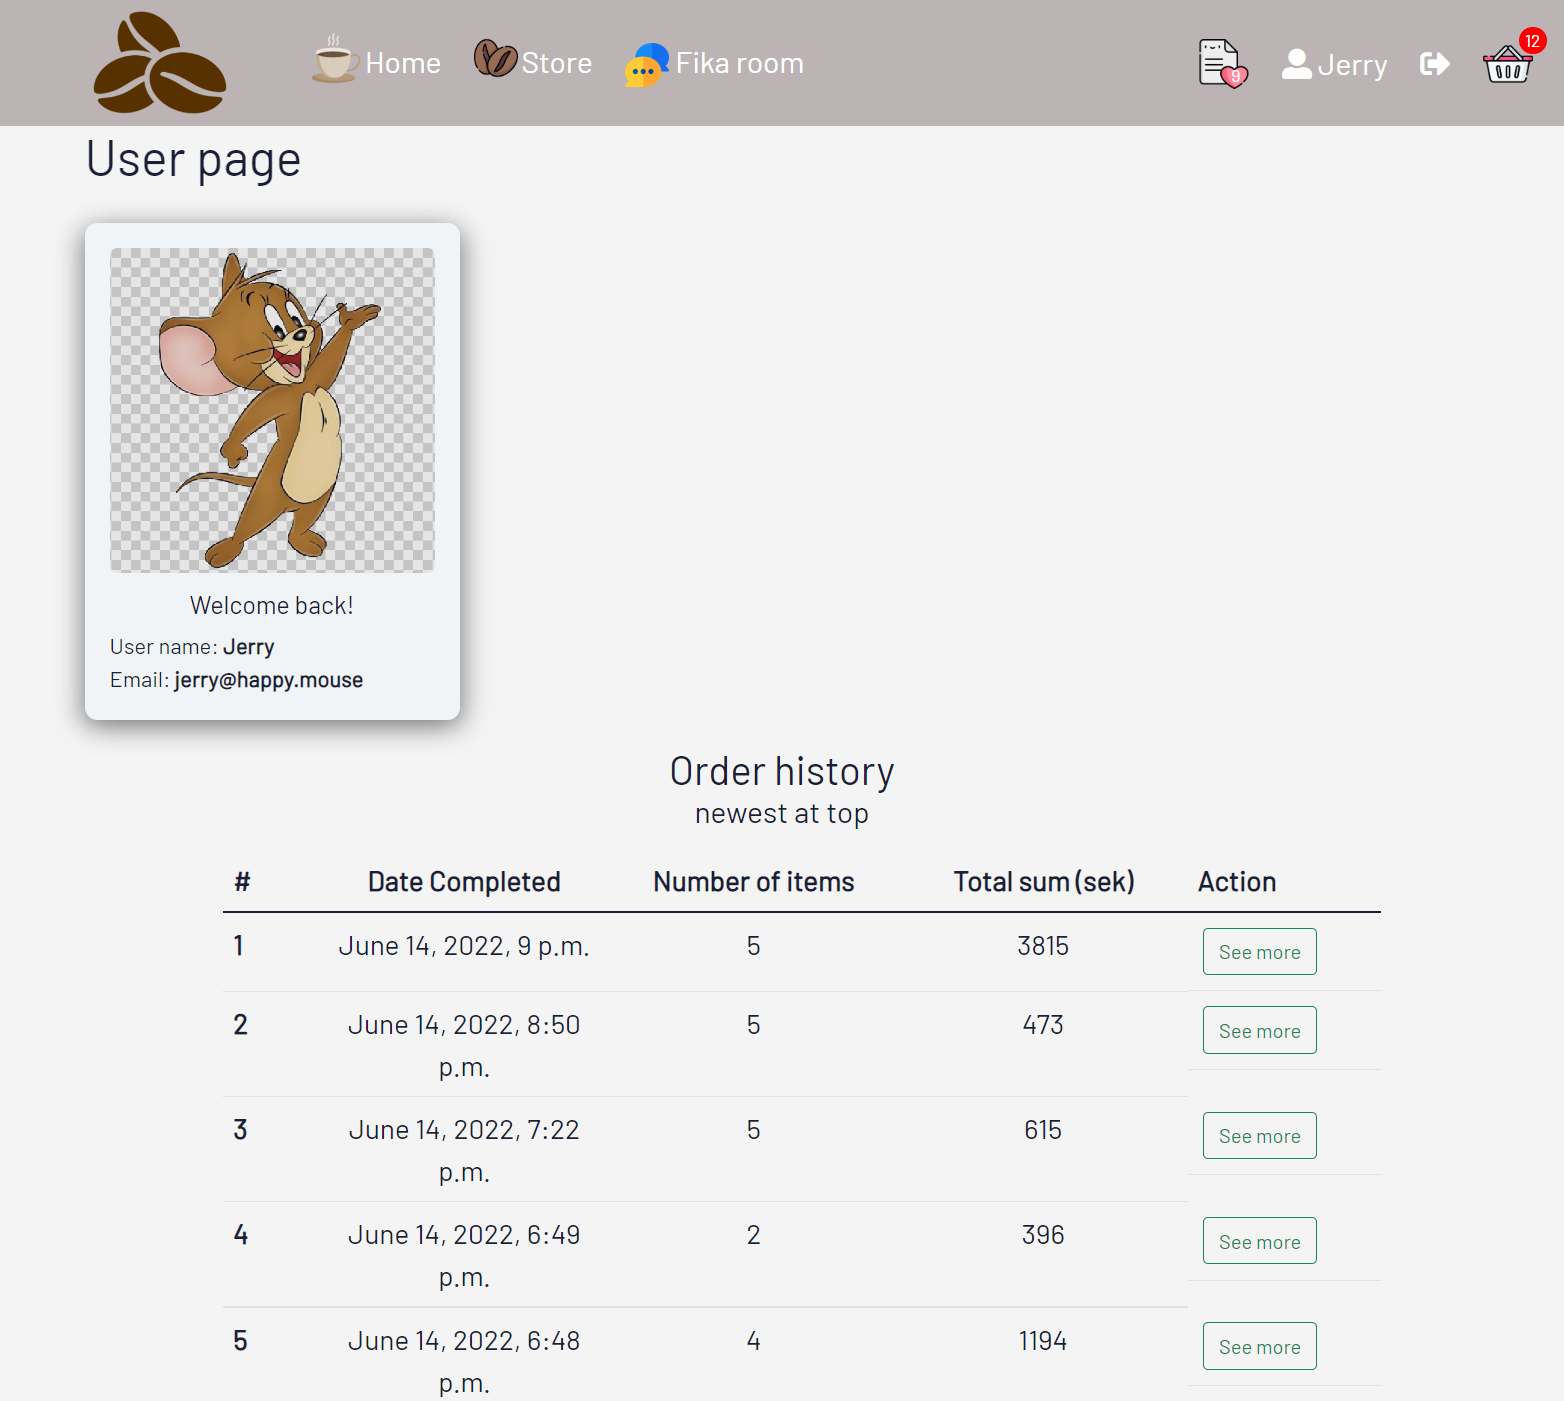 Home Store Fika room 9 Jerry 12
User page
Welcome back!
User name: Jerry
Email: jerry@happy.mouse
Order history
newest at top
# Date Completed Number of items Total sum (sek) Action
1 June 14, 2022, 9 p.m. 5 3815 See more
2 June 14, 2022, 8:50 5 473 See more
p.m.
3 June 14, 2022, 7:22 5 615 See more
p.m.
4 June 14, 2022, 6:49 2 396 See more
p.m.
5 June 14, 2022, 6:48 4 1194 See more
p.m.